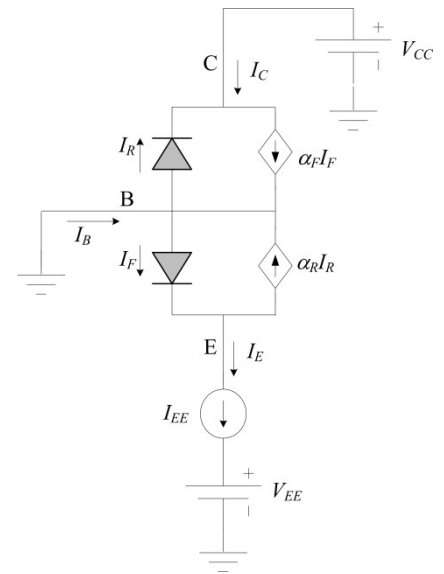 +
V_CC
-
C
I_C
I_R
α_F I_F
B
I_B
I_F
α_R I_R
E
I_E
I_EE
+
V_EE
-